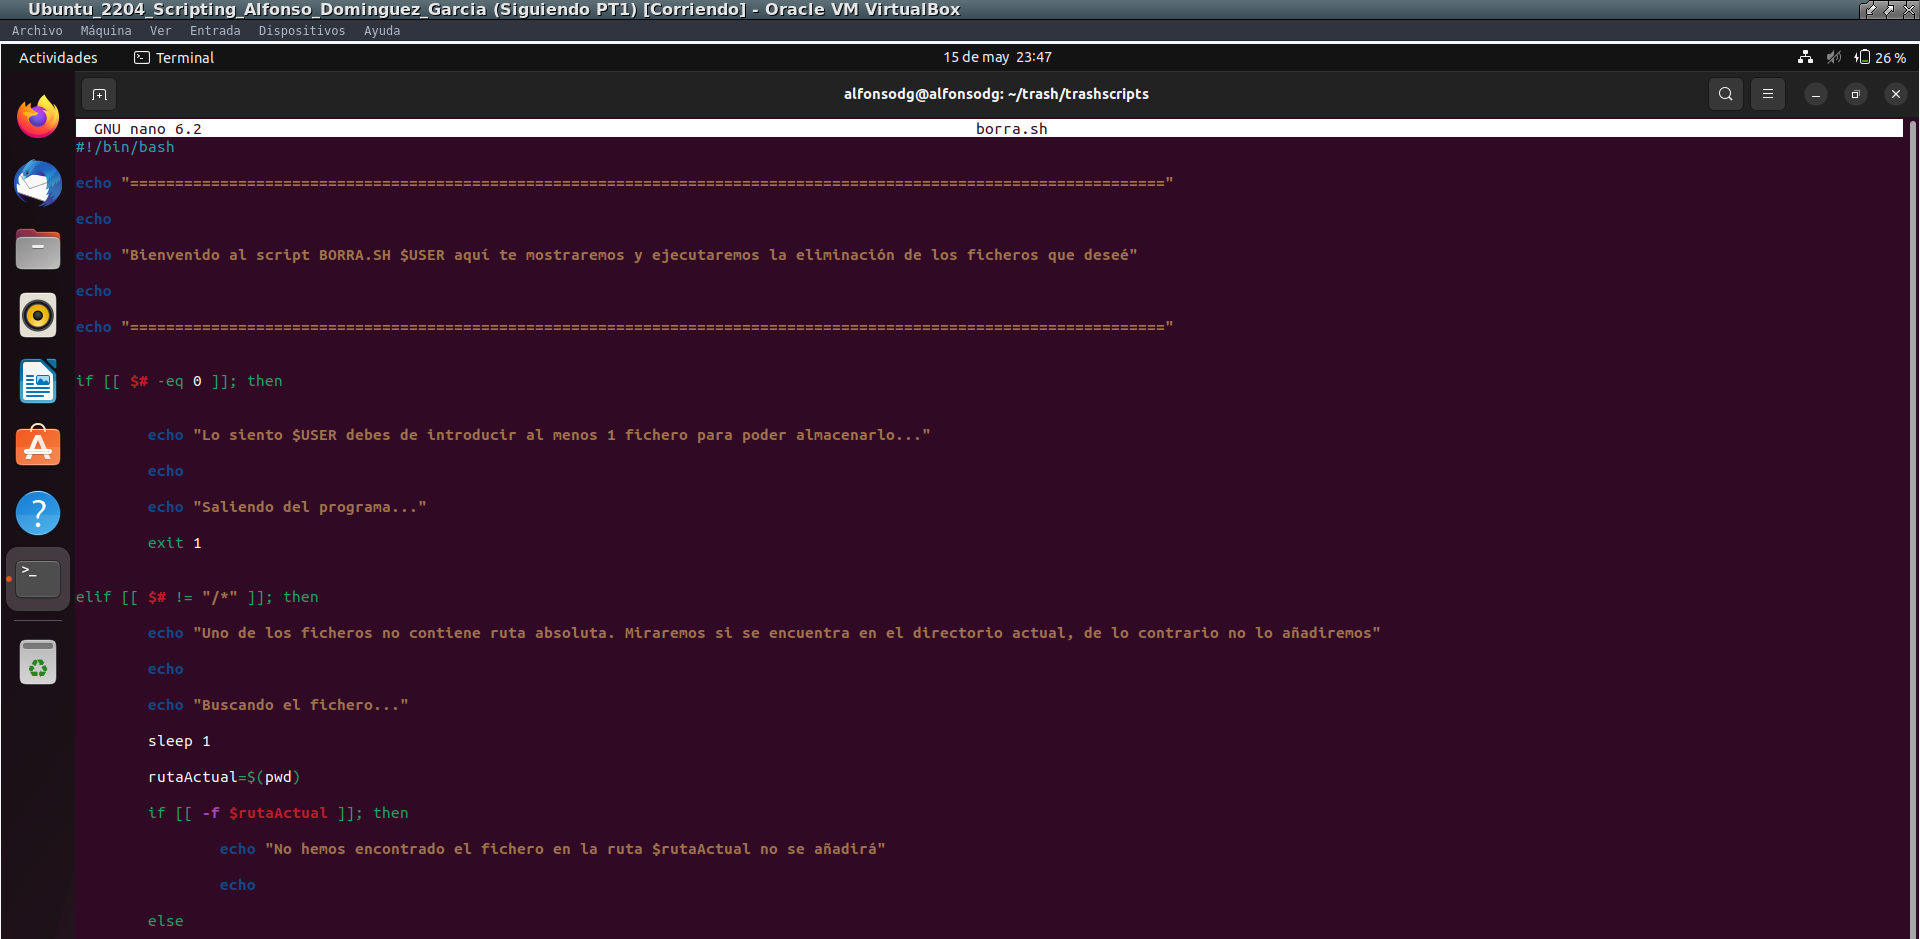 Ubuntu_2204_Scripting_Alfonso_Dominguez_Garcia (Siguiendo PT1) [Corriendo] - Oracle VM VirtualBox
Archivo Máquina Ver Entrada Dispositivos Ayuda
Actividades Terminal 15 de may 23:47 26 %
alfonsodg@alfonsodg: ~/trash/trashscripts
GNU nano 6.2 borra.sh
#!/bin/bash
echo "==================================================================================================================="
echo
echo "Bienvenido al script BORRA.SH $USER aquí te mostraremos y ejecutaremos la eliminación de los ficheros que deseé"
echo
echo "==================================================================================================================="
if [[ $# -eq 0 ]]; then
echo "Lo siento $USER debes de introducir al menos 1 fichero para poder almacenarlo..."
echo
echo "Saliendo del programa..."
exit 1
elif [[ $# != "/*" ]]; then
echo "Uno de los ficheros no contiene ruta absoluta. Miraremos si se encuentra en el directorio actual, de lo contrario no lo añadiremos"
echo
echo "Buscando el fichero..."
sleep 1
rutaActual=$(pwd)
if [[ -f $rutaActual ]]; then
echo "No hemos encontrado el fichero en la ruta $rutaActual no se añadirá"
echo
else